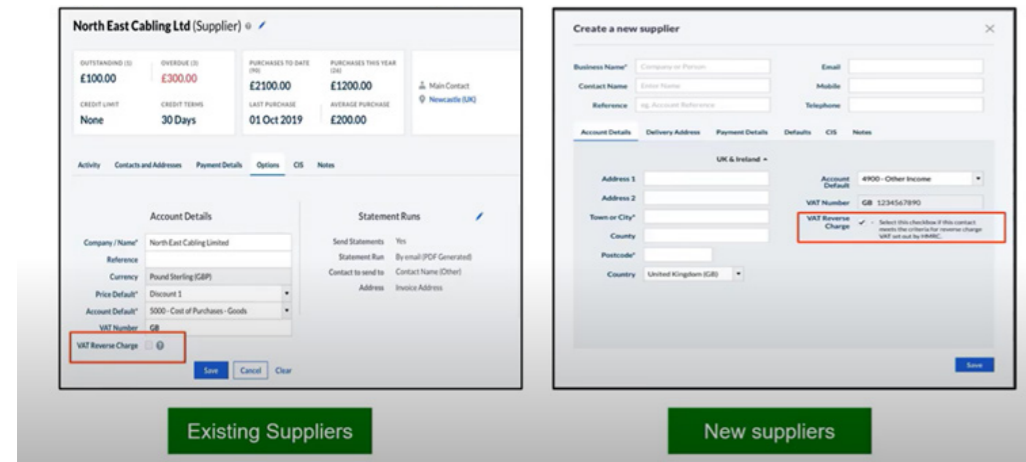 North East Cabling Ltd (Supplier)
OUTSTANDING (1) OVERDUE (3) PURCHASES TO DATE (90) PURCHASES THIS YEAR (26)
£100.00 £300.00 £2100.00 £1200.00
Main Contact
Newcastle (UK)
CREDIT LIMIT CREDIT TERMS LAST PURCHASE AVERAGE PURCHASE
None 30 Days 01 Oct 2019 £200.00
Activity Contacts and Addresses Payment Details Options CIS Notes
Account Details
Company / Name* North East Cabling Limited
Reference
Currency Pound Sterling (GBP)
Price Default* Discount 1
Account Default* 5000 - Cost of Purchases - Goods
VAT Number GB
VAT Reverse Charge
Save Cancel Clear
Statement Runs
Send Statements Yes
Statement Run By email (PDF Generated)
Contact to send to Contact Name (Other)
Address Invoice Address
Existing Suppliers
Create a new supplier
Business Name* Company or Person
Contact Name Enter Name
Reference eg. Account Reference
Email
Mobile
Telephone
Account Details Delivery Address Payment Details Defaults CIS Notes
UK & Ireland
Address 1
Address 2
Town or City*
County
Postcode*
Country United Kingdom (GB)
Account Default 4900 - Other Income
VAT Number GB 1234567890
VAT Reverse Charge
Select this checkbox if this contact
meets the criteria for reverse charge
VAT set out by HMRC.
Save
New suppliers